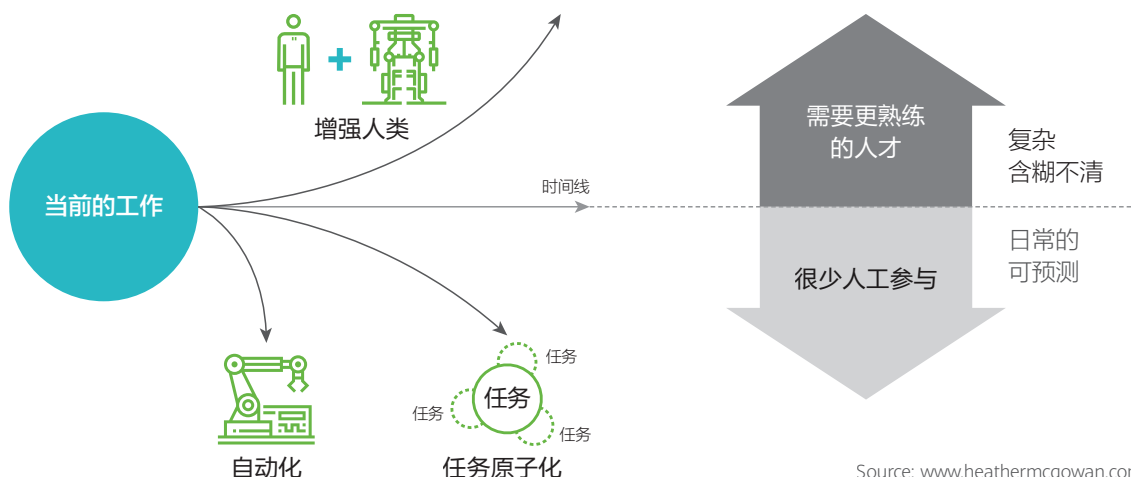 增强人类
当前的工作
时间线
需要更熟练
的人才
复杂
含糊不清
很少人工参与
日常的
可预测
自动化
任务
任务
任务
任务
任务原子化
Source: www.heathermcgowan.com